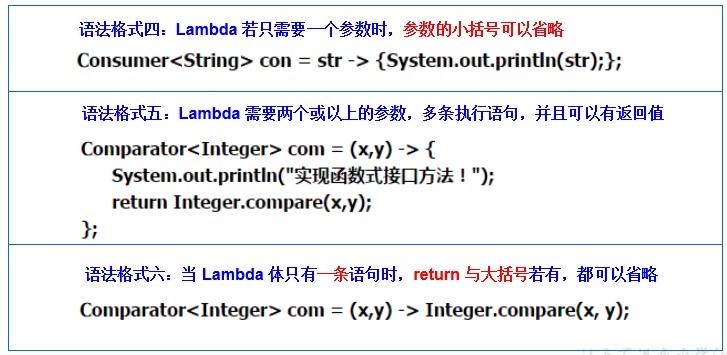 语法格式四：Lambda 若只需要一个参数时，参数的小括号可以省略
Consumer<String> con = str -> {System.out.println(str);};
语法格式五：Lambda 需要两个或以上的参数，多条执行语句，并且可以有返回值
Comparator<Integer> com = (x,y) -> {
System.out.println("实现函数式接口方法！");
return Integer.compare(x,y);
};
语法格式六：当 Lambda 体只有一条语句时，return 与大括号若有，都可以省略
Comparator<Integer> com = (x,y) -> Integer.compare(x, y);